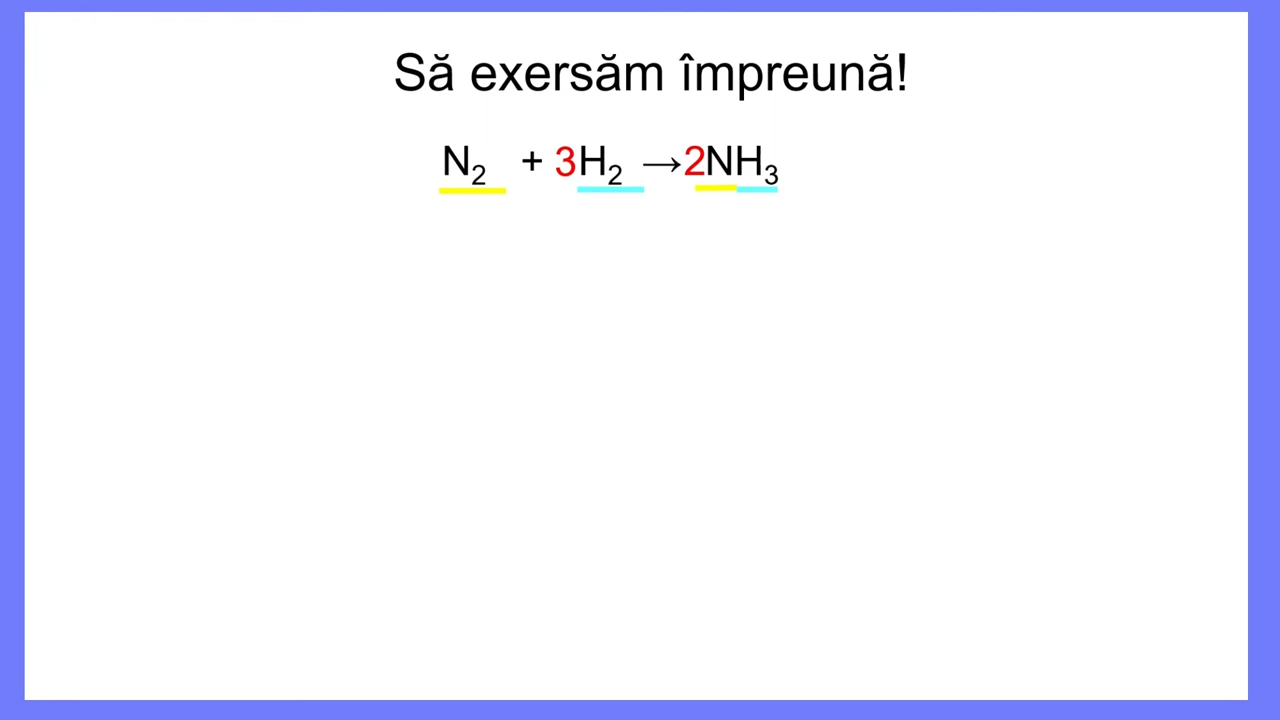 Să exersăm împreună!
N₂ + 3H₂ →2NH₃